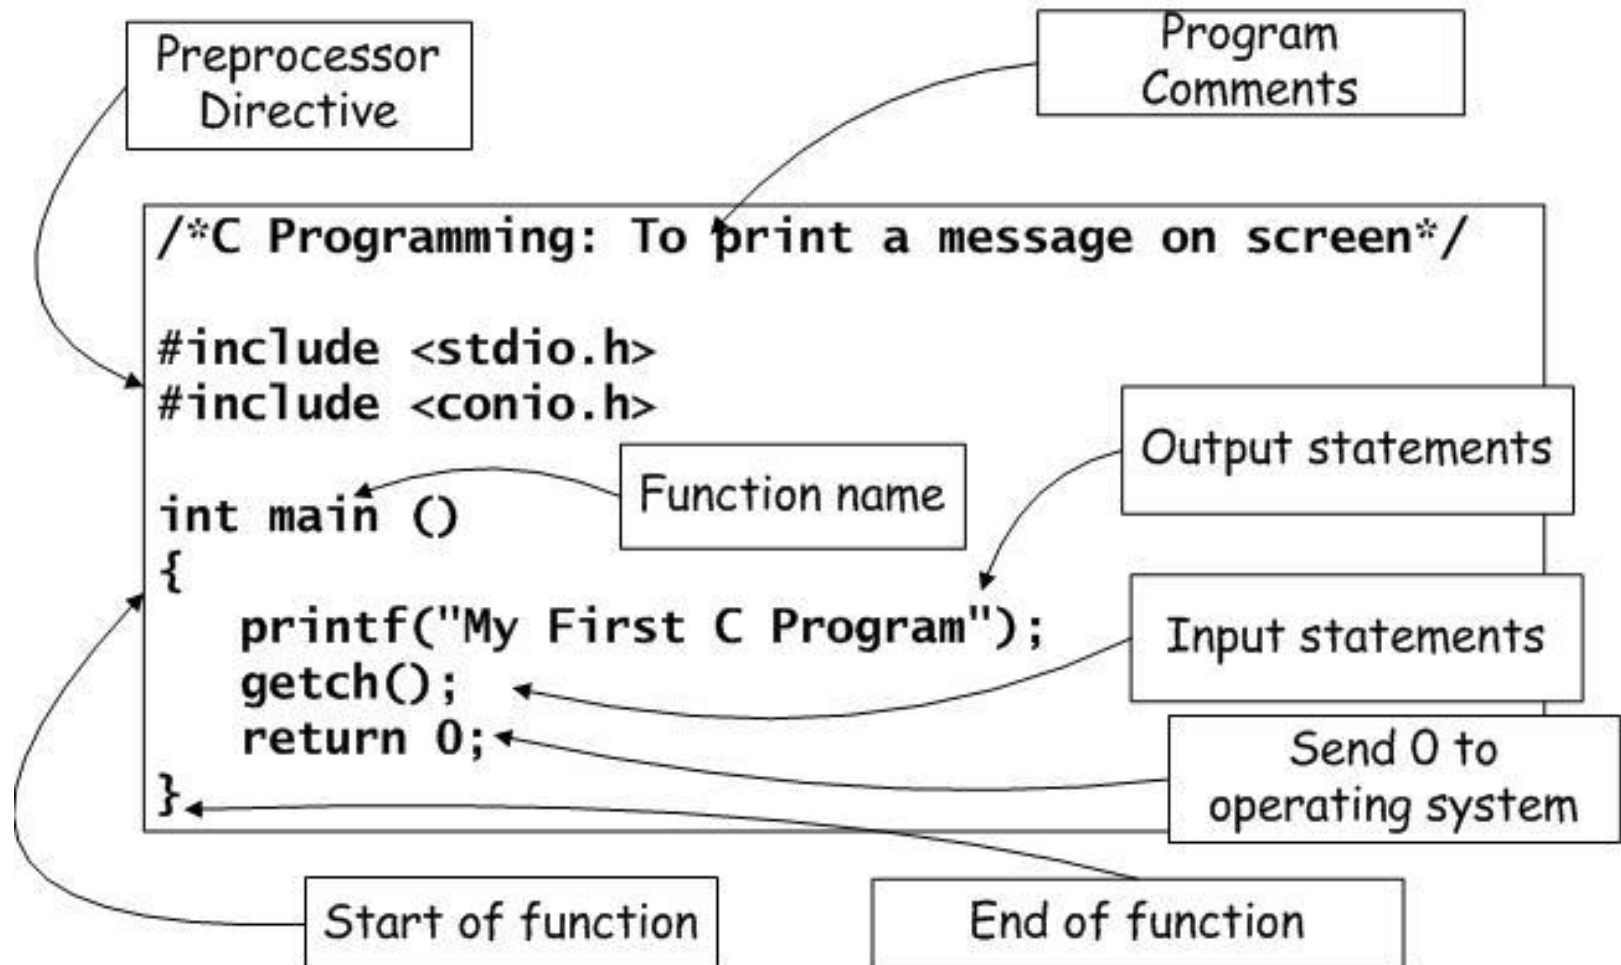 Preprocessor
Directive
Program
Comments
/*C Programming: To print a message on screen*/
#include <stdio.h>
#include <conio.h>
Output statements
Function name
int main ()
{
printf("My First C Program");
Input statements
getch();
return 0;
Send 0 to
operating system
}
Start of function
End of function